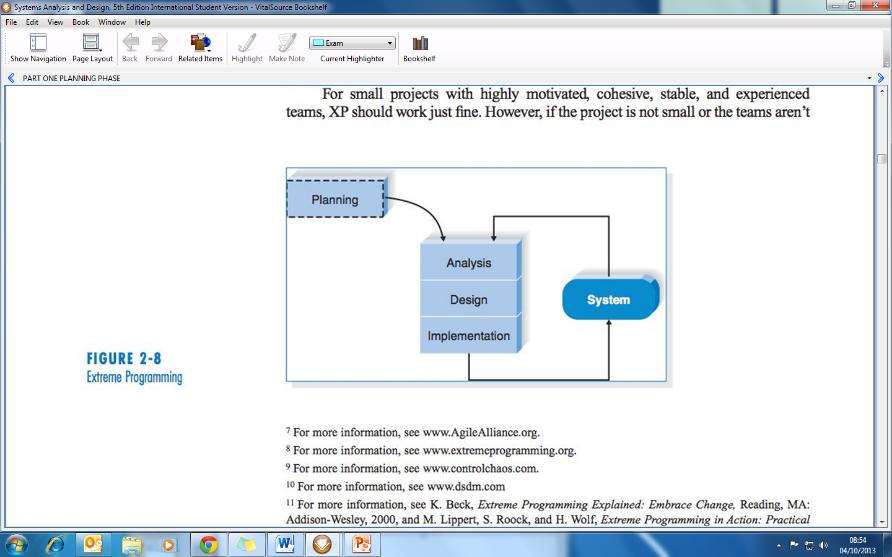 Systems Analysis and Design, 5th Edition International Student Version - VitalSource Bookshelf
File Edit View Book Window Help
Exam
Show Navigation Page Layout Back Forward Related Items Highlight Make Note Current Highlighter Bookshelf
PART ONE PLANNING PHASE
For small projects with highly motivated, cohesive, stable, and experienced
teams, XP should work just fine. However, if the project is not small or the teams aren't
Planning
Analysis
Design
System
Implementation
FIGURE 2-8
Extreme Programming
7 For more information, see www.AgileAlliance.org.
8 For more information, see www.extremeprogramming.org.
9 For more information, see www.controlchaos.com.
10 For more information, see www.dsdm.com
11 For more information, see K. Beck, Extreme Programming Explained: Embrace Change, Reading, MA:
Addison-Wesley, 2000, and M. Lippert, S. Roock, and H. Wolf, Extreme Programming in Action: Practical
08:54
04/10/2013